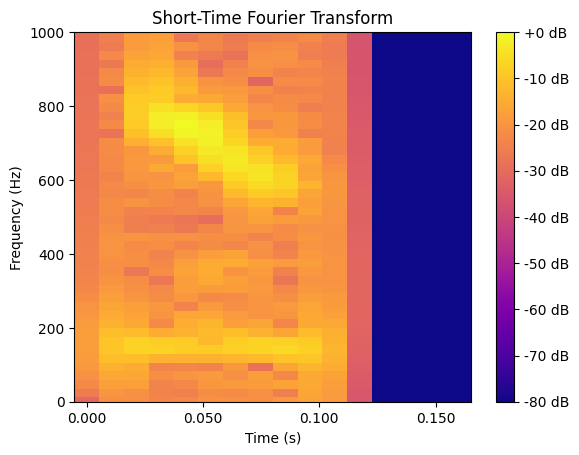 Short-Time Fourier Transform
Frequency (Hz)
1000
800
600
400
200
0
0.000
0.050
0.100
0.150
Time (s)
+0 dB
-10 dB
-20 dB
-30 dB
-40 dB
-50 dB
-60 dB
-70 dB
-80 dB